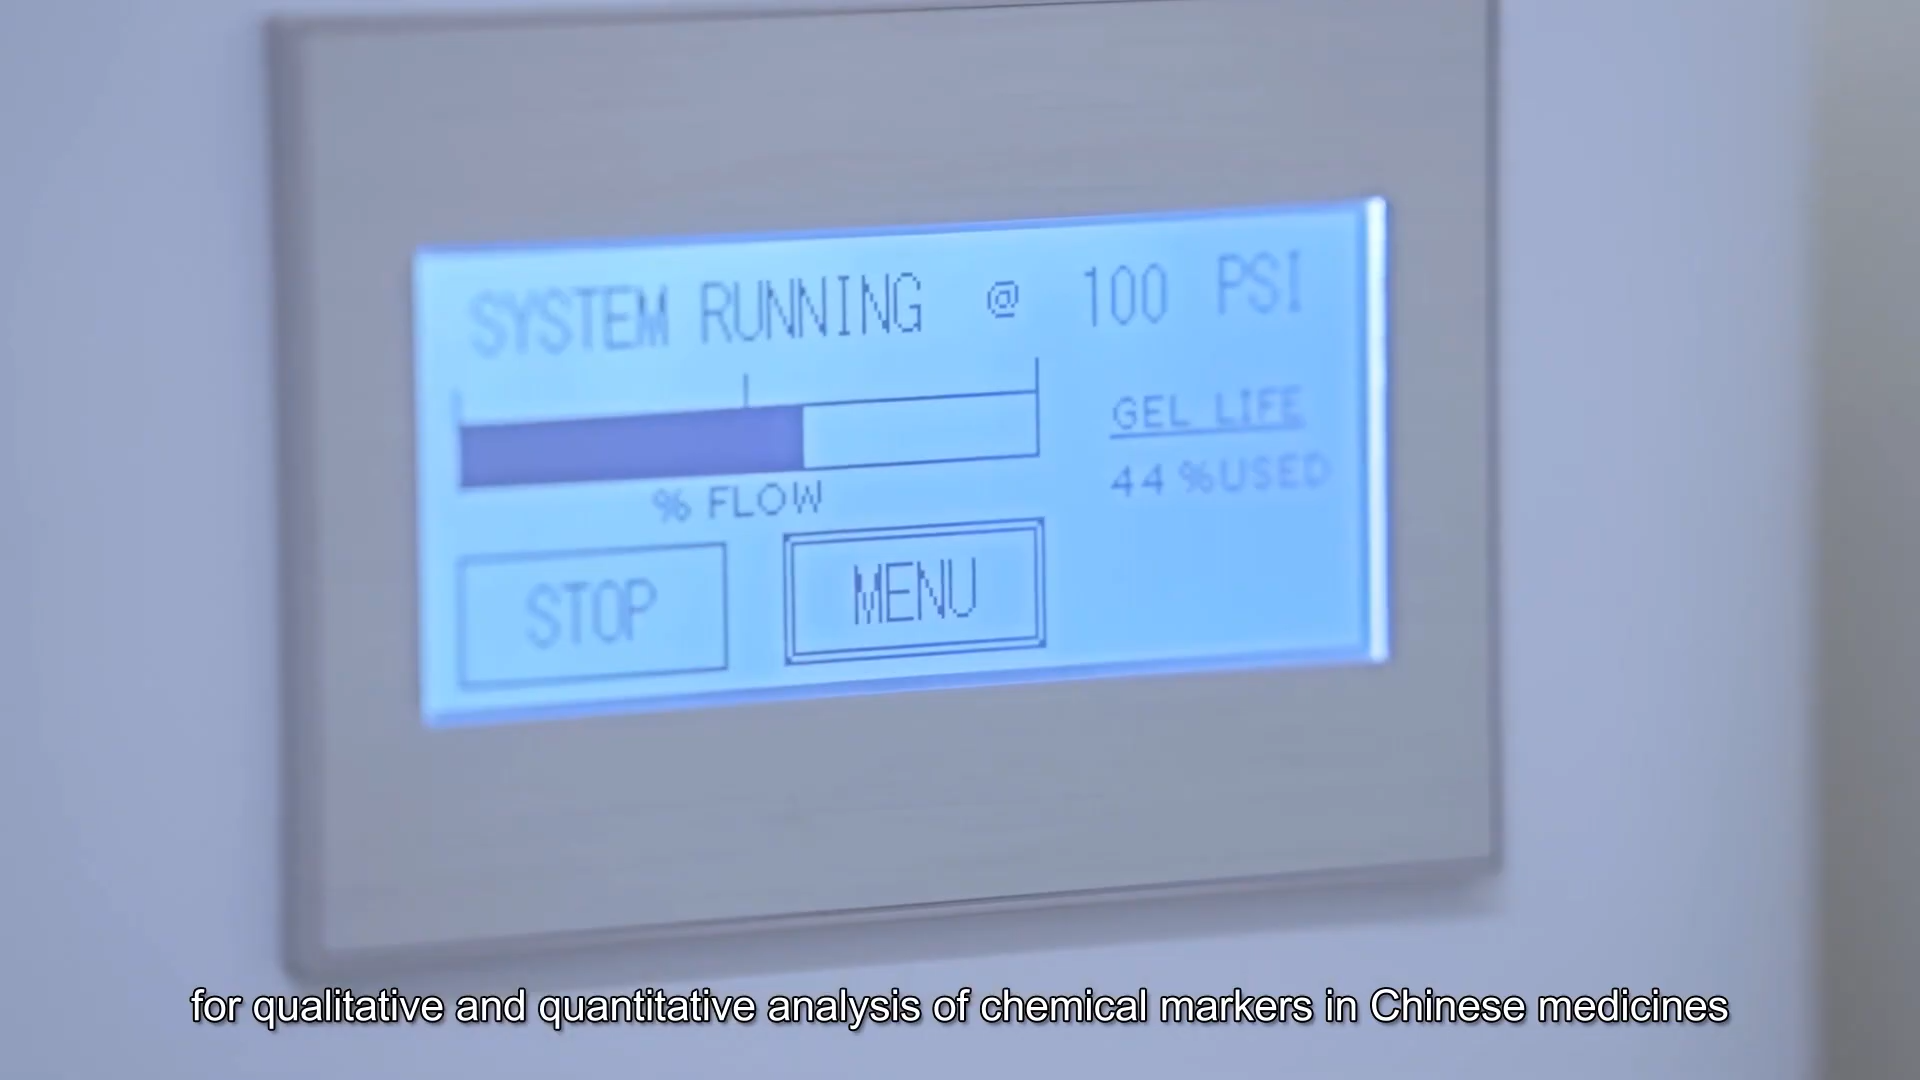 SYSTEM RUNNING @ 100 PSI
GEL LIFE
44 %USED
% FLOW
STOP
MENU
for qualitative and quantitative analysis of chemical markers in Chinese medicines